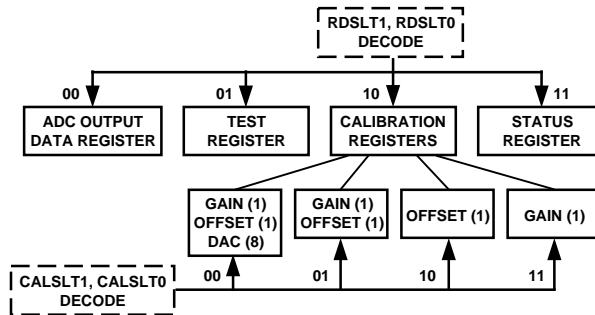 RDSLT1, RDSLT0
DECODE
00
01
10
11
ADC OUTPUT
DATA REGISTER
TEST
REGISTER
CALIBRATION
REGISTERS
STATUS
REGISTER
GAIN (1)
OFFSET (1)
DAC (8)
GAIN (1)
OFFSET (1)
OFFSET (1)
GAIN (1)
CALSLT1, CALSLT0
DECODE
00
01
10
11